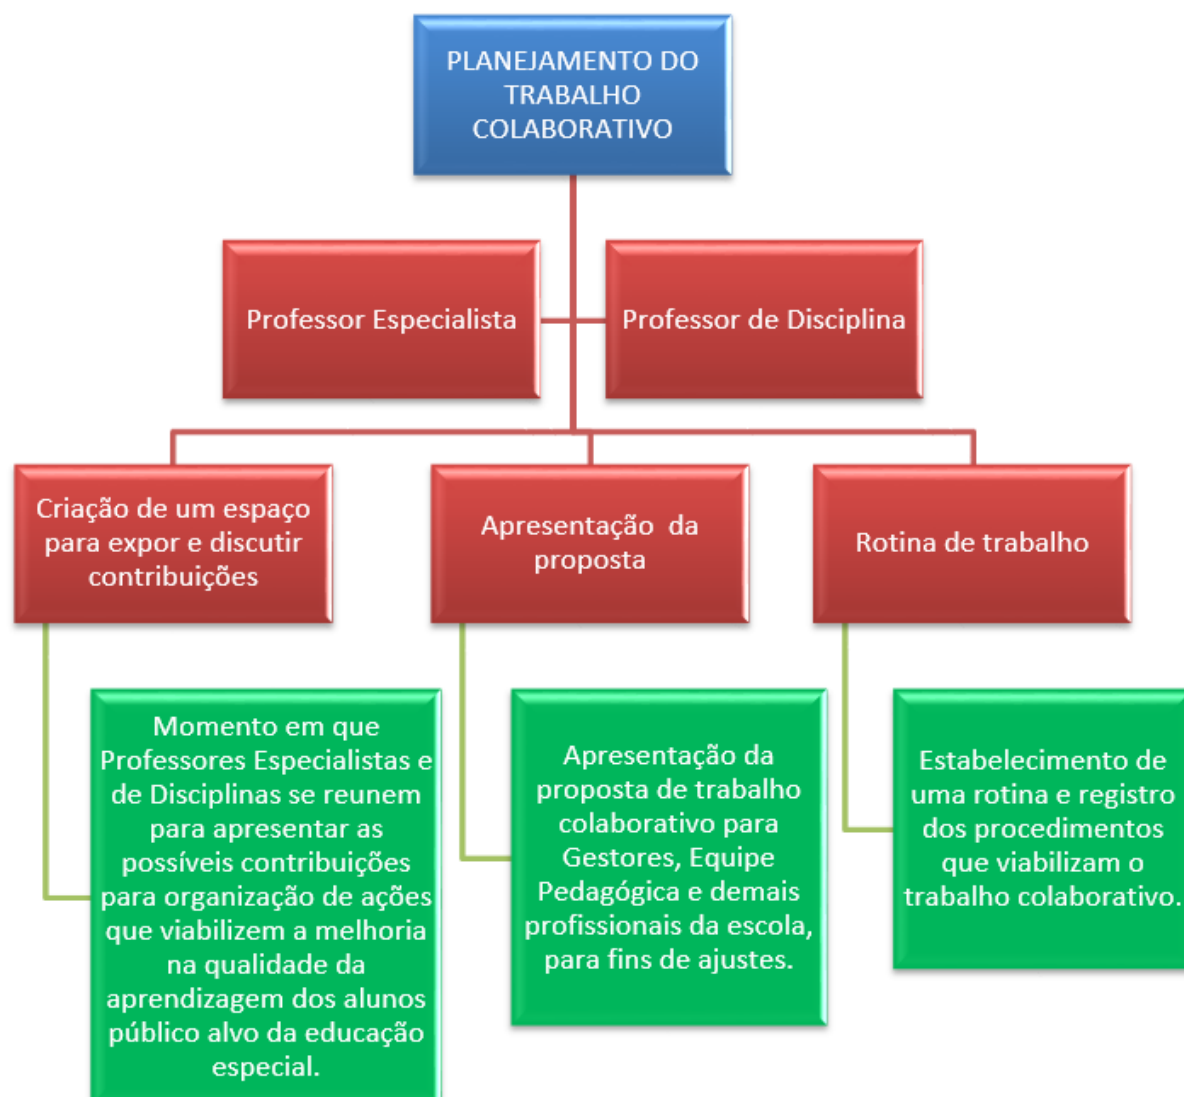 PLANEJAMENTO DO
TRABALHO
COLABORATIVO
Professor Especialista
Professor de Disciplina
Criação de um espaço
para expor e discutir
contribuições
Apresentação da
proposta
Rotina de trabalho
Momento em que
Professores Especialistas e
de Disciplinas se reunem
para apresentar as
possíveis contribuições
para organização de ações
que viabilizem a melhoria
na qualidade da
aprendizagem dos alunos
público alvo da educação
especial.
Apresentação da
proposta de trabalho
colaborativo para
Gestores, Equipe
Pedagógica e demais
profissionais da escola,
para fins de ajustes.
Estabelecimento de
uma rotina e registro
dos procedimentos
que viabilizam o
trabalho colaborativo.